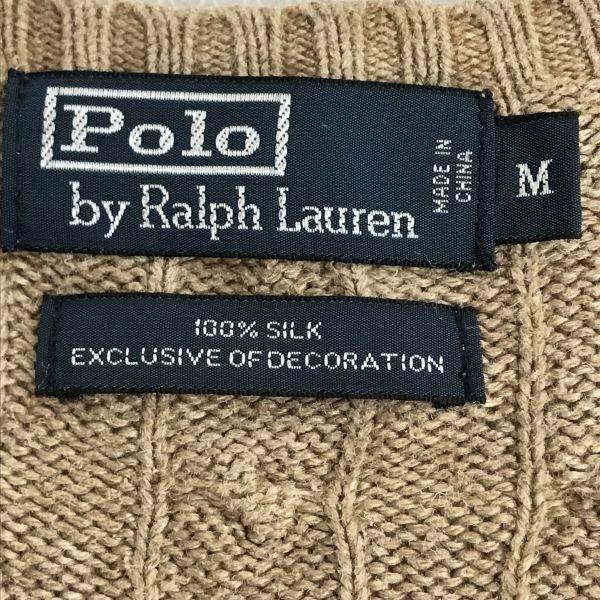 Polo
by Ralph Lauren
MADE IN
CHINA
M
100% SILK
EXCLUSIVE OF DECORATION